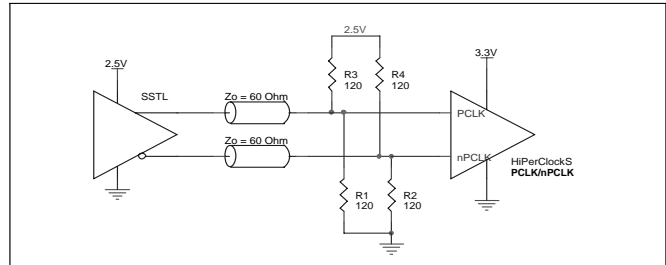 2.5V
3.3V
2.5V
R3
120
R4
120
SSTL
Zo = 60 Ohm
PCLK
Zo = 60 Ohm
nPCLK
HiPerClockS
PCLK/nPCLK
R1
120
R2
120